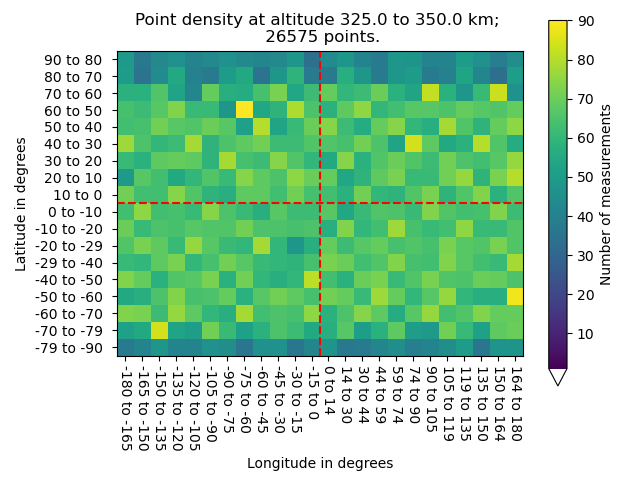 Point density at altitude 325.0 to 350.0 km;
26575 points.
Latitude in degrees
90 to 80
80 to 70
70 to 60
60 to 50
50 to 40
40 to 30
30 to 20
20 to 10
10 to 0
0 to -10
-10 to -20
-20 to -29
-29 to -40
-40 to -50
-50 to -60
-60 to -70
-70 to -79
-79 to -90
-180 to -165
-165 to -150
-150 to -135
-135 to -120
-120 to -105
-105 to -90
-90 to -75
-75 to -60
-60 to -45
-45 to -30
-30 to -15
-15 to 0
0 to 14
14 to 30
30 to 44
44 to 59
59 to 74
74 to 90
90 to 105
105 to 119
119 to 135
135 to 150
150 to 164
164 to 180
Longitude in degrees
90
80
70
60
50
40
30
20
10
Number of measurements